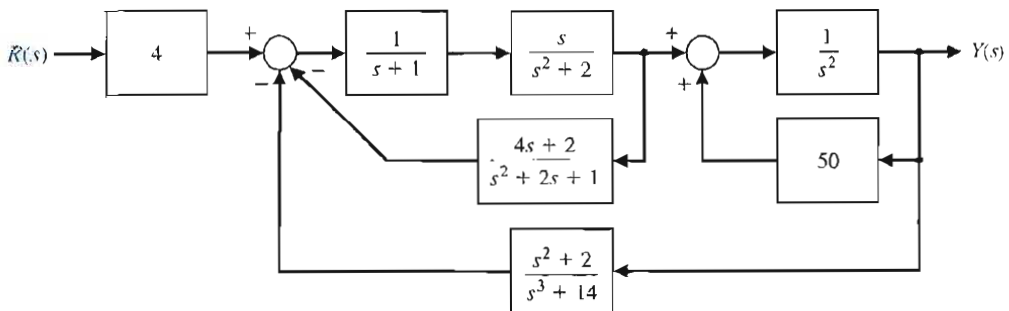 R(s)
4
+
−
−
1
s + 1
s
s² + 2
+
+
1
s²
Y(s)
4s + 2
s² + 2s + 1
50
s² + 2
s³ + 14